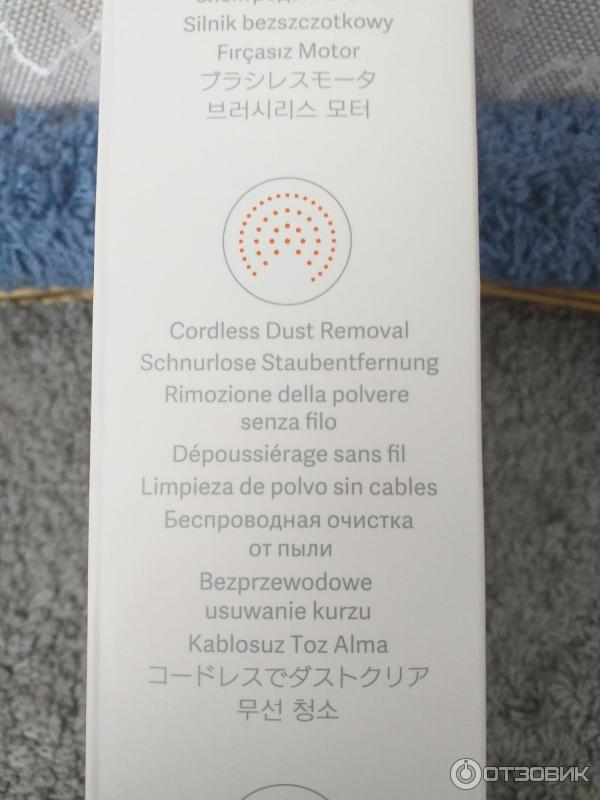 Silnik bezszczotkowy
Fırçasız Motor
ブラシレスモータ
브러시리스 모터
Cordless Dust Removal
Schnurlose Staubentfernung
Rimozione della polvere
senza filo
Dépoussiérage sans fil
Limpieza de polvo sin cables
Беспроводная очистка
от пыли
Bezprzewodowe
usuwanie kurzu
Kablosuz Toz Alma
コードレスでダストクリア
무선 청소
ОТЗОВИК